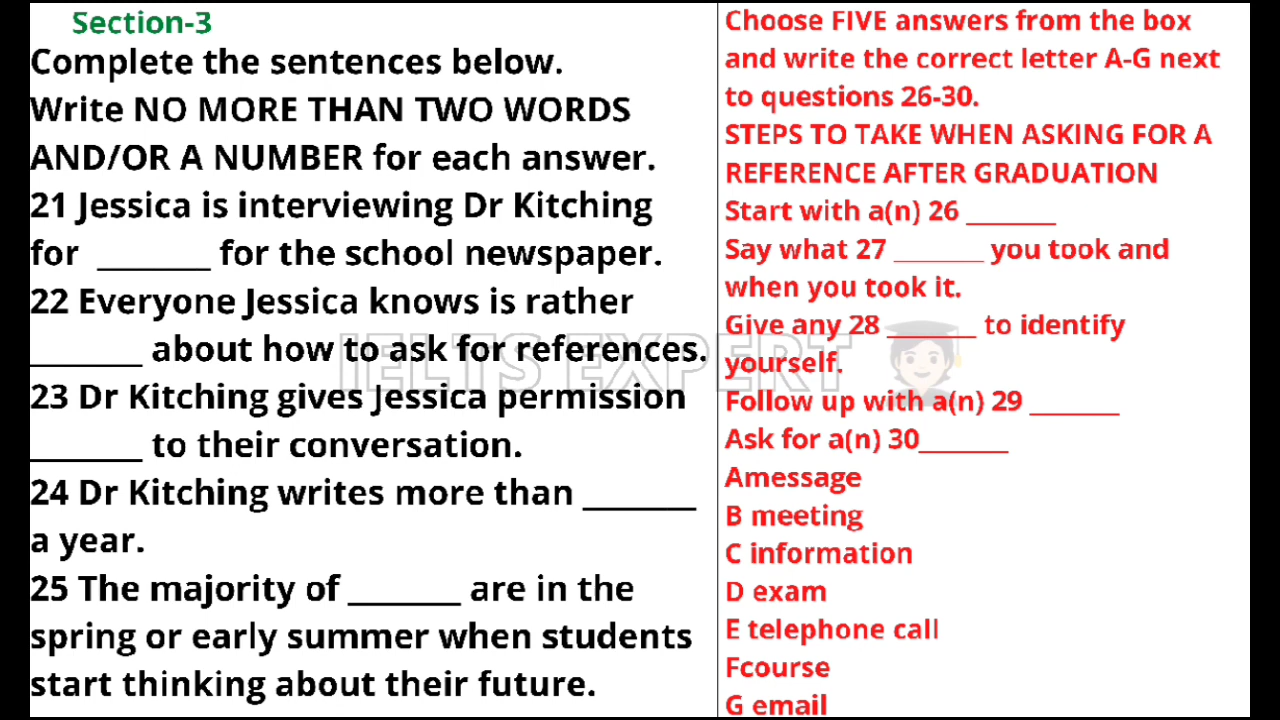 Section-3
Complete the sentences below.
Write NO MORE THAN TWO WORDS
AND/OR A NUMBER for each answer.
21 Jessica is interviewing Dr Kitching
for _______ for the school newspaper.
22 Everyone Jessica knows is rather
_______ about how to ask for references.
23 Dr Kitching gives Jessica permission
_______ to their conversation.
24 Dr Kitching writes more than _______
a year.
25 The majority of _______ are in the
spring or early summer when students
start thinking about their future.
Choose FIVE answers from the box
and write the correct letter A-G next
to questions 26-30.
STEPS TO TAKE WHEN ASKING FOR A
REFERENCE AFTER GRADUATION
Start with a(n) 26 _______
Say what 27 _______ you took and
when you took it.
Give any 28 _______ to identify
yourself.
Follow up with a(n) 29 _______
Ask for a(n) 30_______
Amessage
B meeting
C information
D exam
E telephone call
Fcourse
G email
IELTS EXPERT